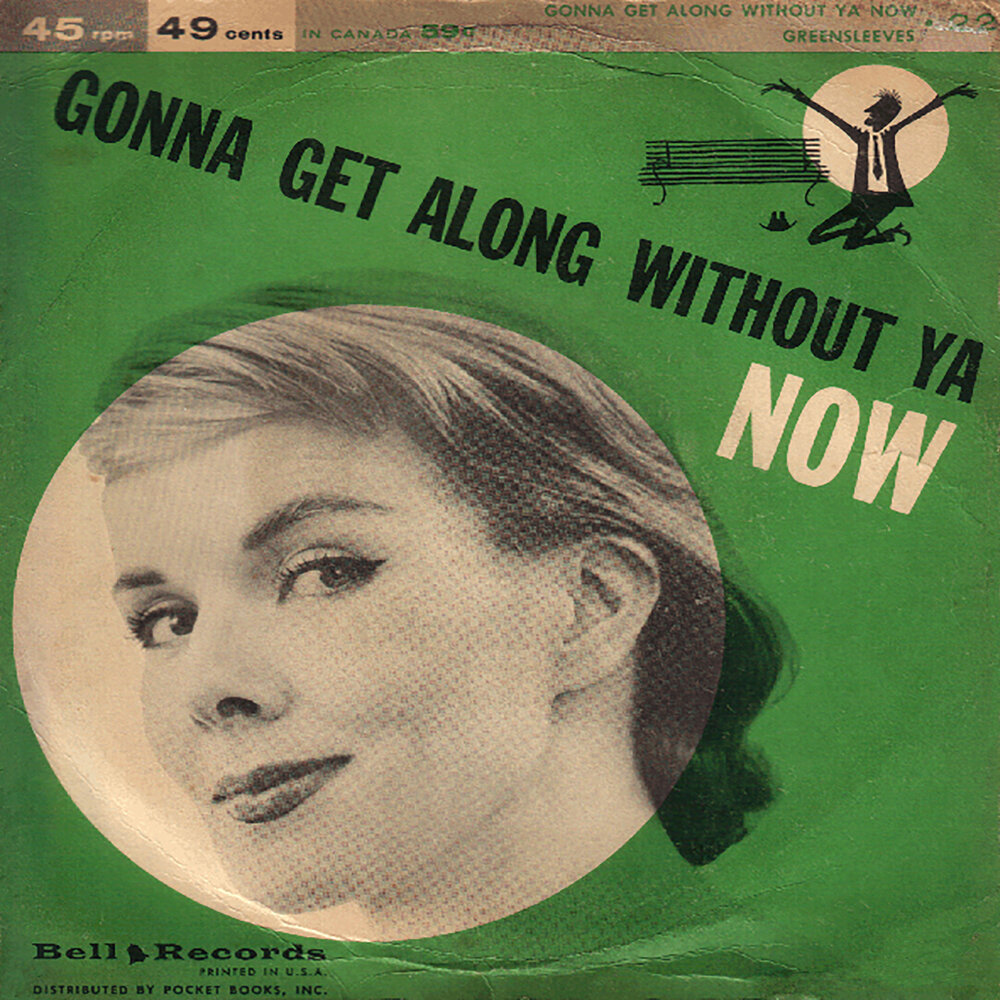 45 rpm 49 cents IN CANADA 59¢
GONNA GET ALONG WITHOUT YA NOW
GREENSLEEVES
GONNA GET ALONG WITHOUT YA
NOW
Bell Records
PRINTED IN U.S.A.
DISTRIBUTED BY POCKET BOOKS, INC.